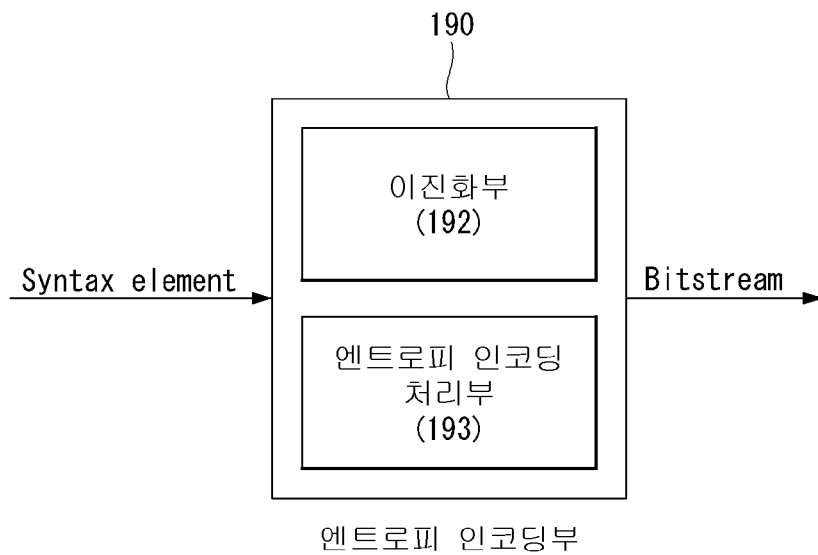 190
이진화부
(192)
Syntax element
Bitstream
엔트로피 인코딩
처리부
(193)
엔트로피 인코딩부